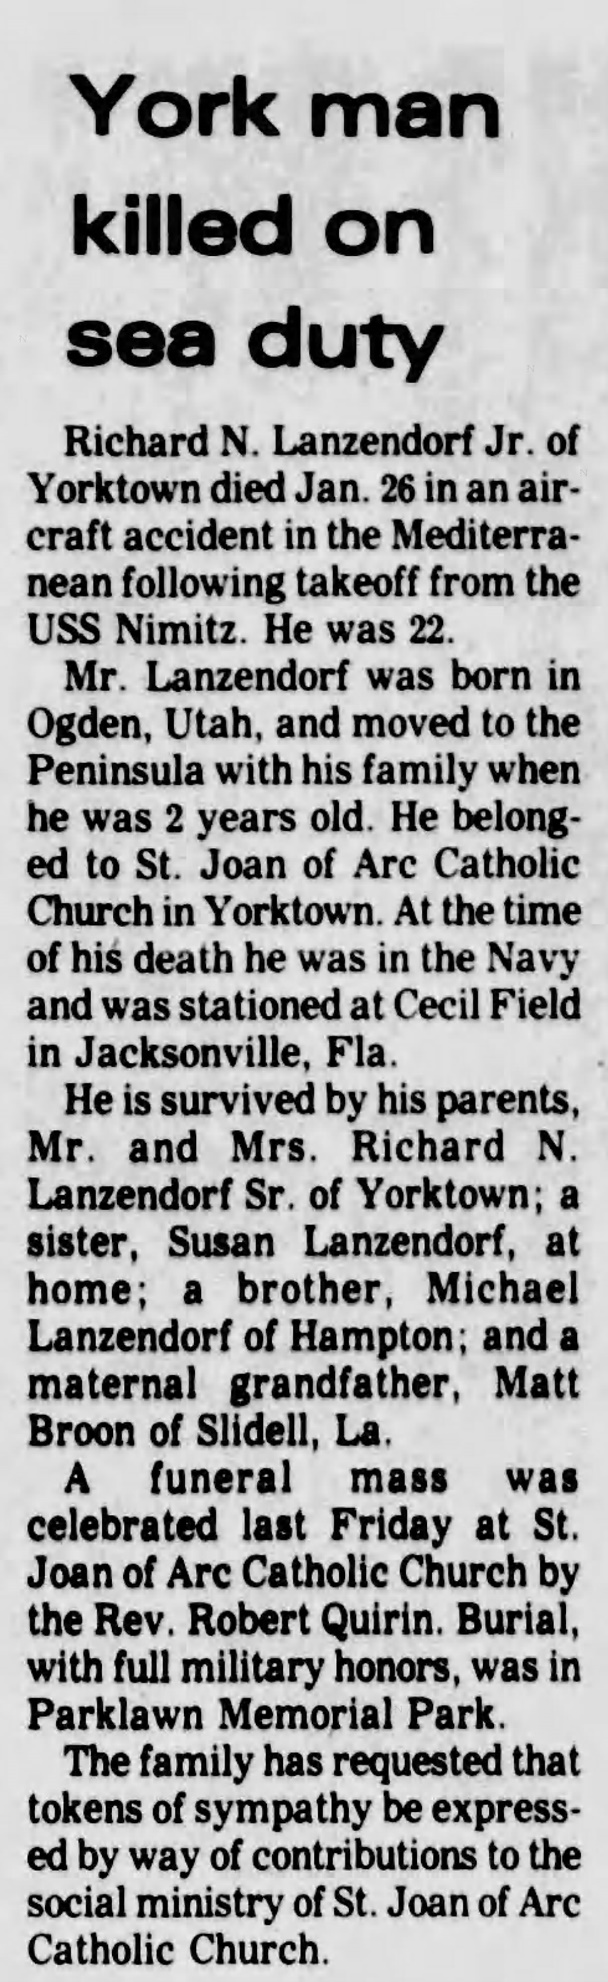 York man
killed on
sea duty
Richard N. Lanzendorf Jr. of
Yorktown died Jan. 26 in an air-
craft accident in the Mediterra-
nean following takeoff from the
USS Nimitz. He was 22.
Mr. Lanzendorf was born in
Ogden, Utah, and moved to the
Peninsula with his family when
he was 2 years old. He belong-
ed to St. Joan of Arc Catholic
Church in Yorktown. At the time
of his death he was in the Navy
and was stationed at Cecil Field
in Jacksonville, Fla.
He is survived by his parents,
Mr. and Mrs. Richard N.
Lanzendorf Sr. of Yorktown; a
sister, Susan Lanzendorf, at
home; a brother, Michael
Lanzendorf of Hampton; and a
maternal grandfather, Matt
Broon of Slidell, La.
A funeral mass was
celebrated last Friday at St.
Joan of Arc Catholic Church by
the Rev. Robert Quirin. Burial,
with full military honors, was in
Parklawn Memorial Park.
The family has requested that
tokens of sympathy be express-
ed by way of contributions to the
social ministry of St. Joan of Arc
Catholic Church.